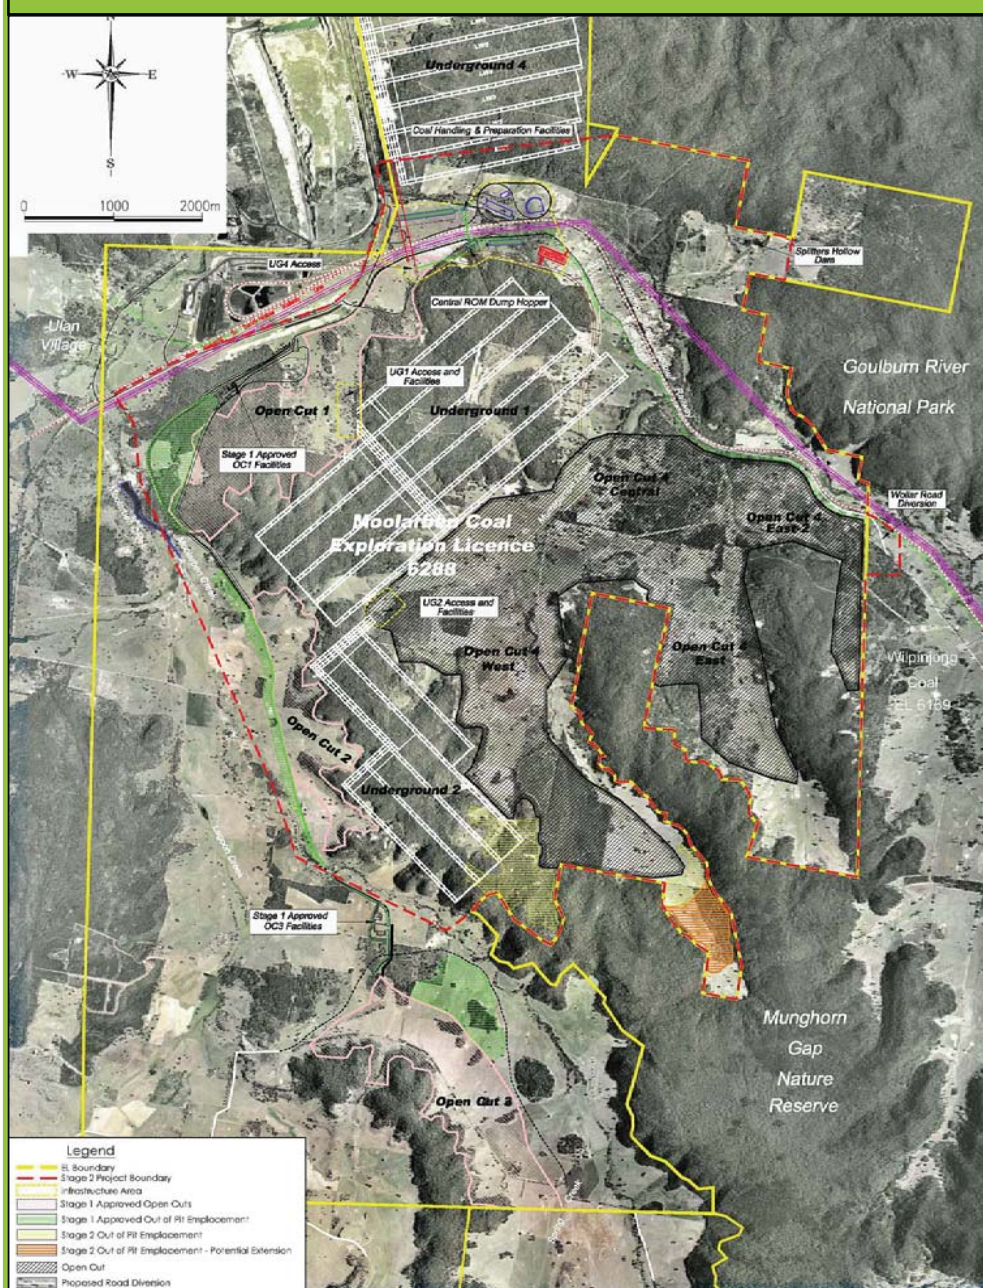 N
W
E
S
0
1000
2000m
Underground 4
Coal Handling & Preparation Facilities
Splitters Hollow
Dam
UG4 Access
Central ROM Dump Hopper
Ulan
Village
Goulburn River
National Park
UG1 Access and
Facilities
Open Cut 1
Underground 1
Stage 1 Approved
OC1 Facilities
Open Cut 4
Central
Wollar Road
Diversion
Open Cut 4
East 2
Moolarben Coal
Exploration Licence
6288
UG2 Access and
Facilities
Open Cut 4
West
Open Cut 4
East
Wilpinjong
Coal
EL 6169
Open Cut 2
Underground 2
Stage 1 Approved
OC3 Facilities
Munghorn
Gap
Nature
Reserve
Open Cut 3
Legend
EL Boundary
Stage 2 Project Boundary
Infrastructure Area
Stage 1 Approved Open Cuts
Stage 1 Approved Out of Pit Emplacement
Stage 2 Out of Pit Emplacement
Stage 2 Out of Pit Emplacement - Potential Extension
Open Cut
Proposed Road Diversion